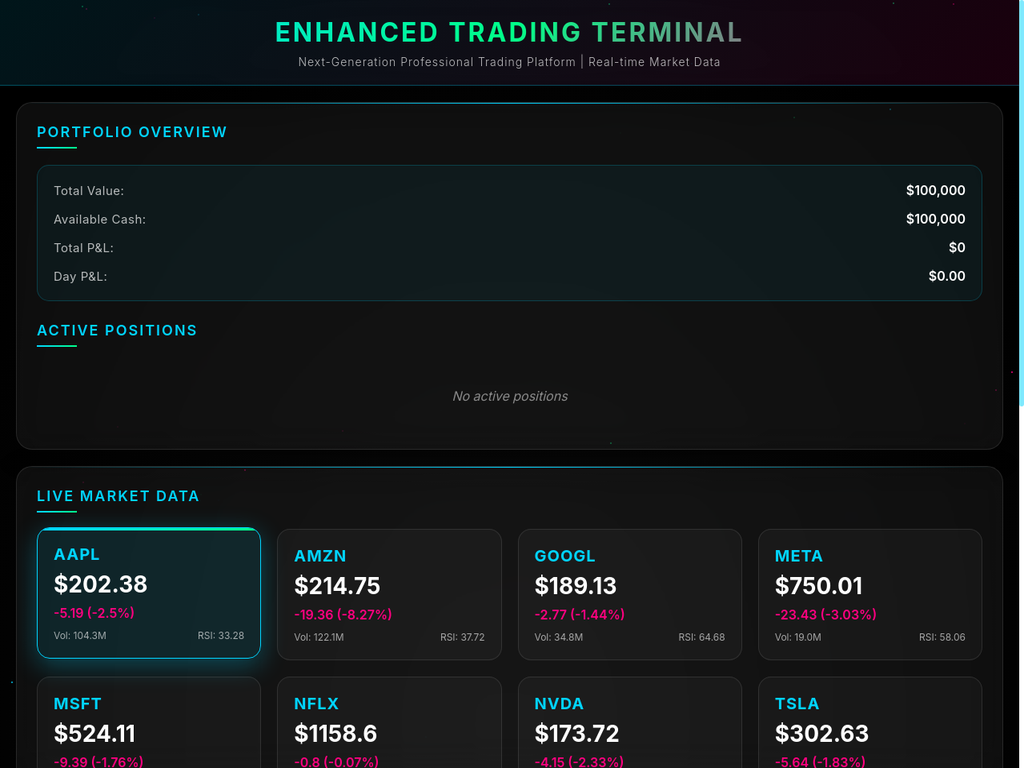 ENHANCED TRADING TERMINAL
Next-Generation Professional Trading Platform | Real-time Market Data
PORTFOLIO OVERVIEW
Total Value: $100,000
Available Cash: $100,000
Total P&L: $0
Day P&L: $0.00
ACTIVE POSITIONS
No active positions
LIVE MARKET DATA
AAPL
$202.38
-5.19 (-2.5%)
Vol: 104.3M RSI: 33.28
AMZN
$214.75
-19.36 (-8.27%)
Vol: 122.1M RSI: 37.72
GOOGL
$189.13
-2.77 (-1.44%)
Vol: 34.8M RSI: 64.68
META
$750.01
-23.43 (-3.03%)
Vol: 19.0M RSI: 58.06
MSFT
$524.11
-9.39 (-1.76%)
NFLX
$1158.6
-0.8 (-0.07%)
NVDA
$173.72
-4.15 (-2.33%)
TSLA
$302.63
-5.64 (-1.83%)